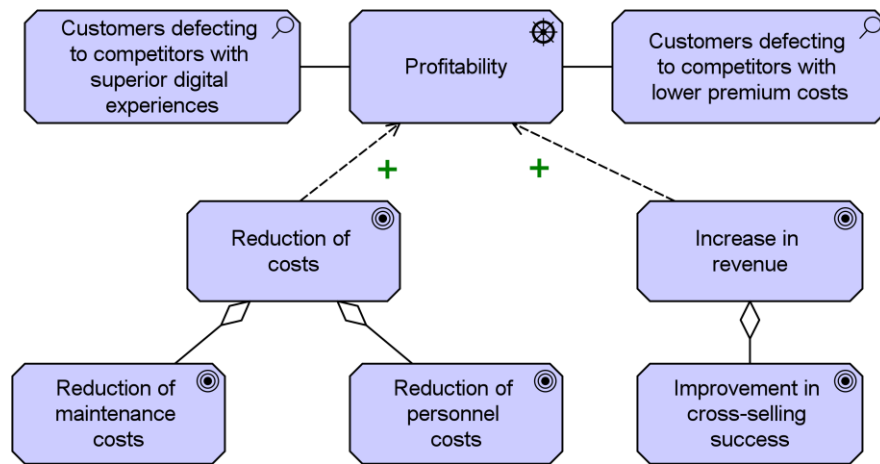 Customers defecting
to competitors with
superior digital
experiences
Profitability
Customers defecting
to competitors with
lower premium costs
+
+
Reduction of
costs
Increase in
revenue
Reduction of
maintenance
costs
Reduction of
personnel
costs
Improvement in
cross-selling
success